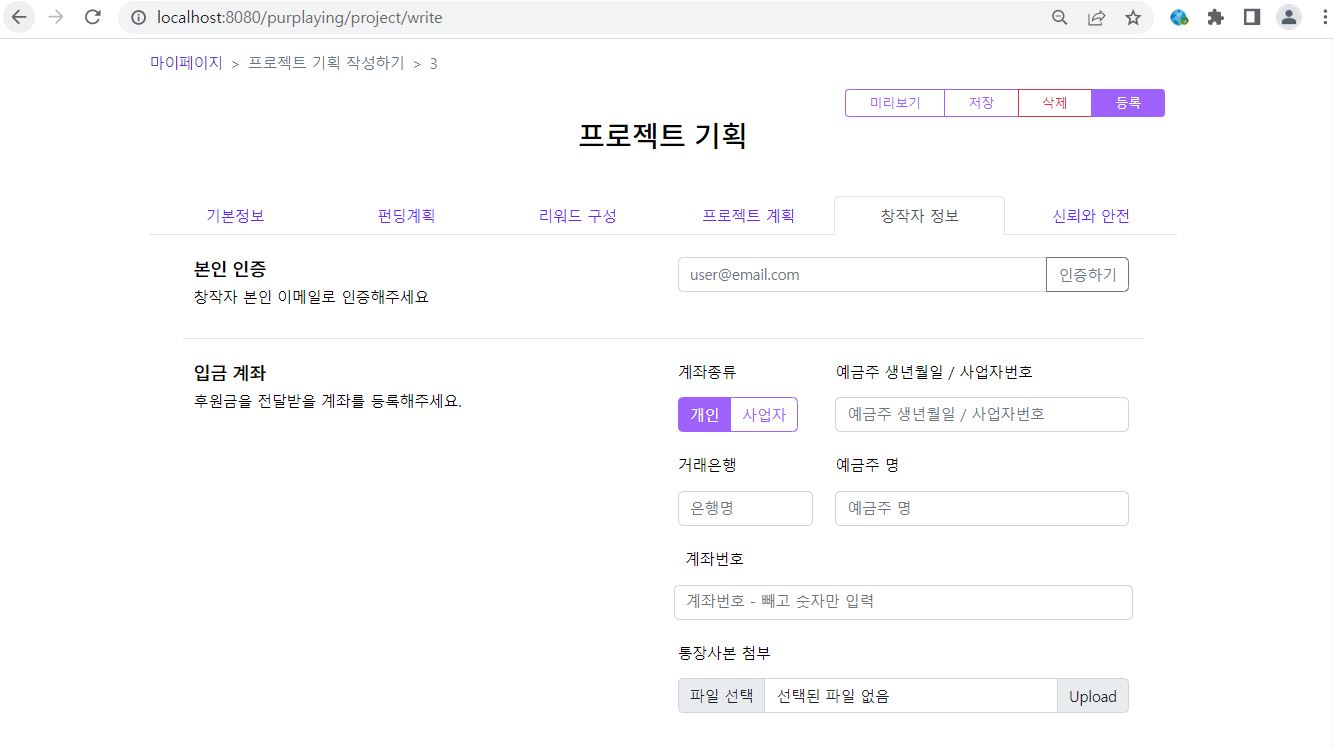 localhost:8080/purplaying/project/write
마이페이지 > 프로젝트 기획 작성하기 > 3
미리보기 저장 삭제 등록
프로젝트 기획
기본정보 펀딩계획 리워드 구성 프로젝트 계획 창작자 정보 신뢰와 안전
본인 인증
창작자 본인 이메일로 인증해주세요
user@email.com 인증하기
입금 계좌
후원금을 전달받을 계좌를 등록해주세요.
계좌종류 예금주 생년월일 / 사업자번호
개인 사업자 예금주 생년월일 / 사업자번호
거래은행 예금주 명
은행명 예금주 명
계좌번호
계좌번호 - 빼고 숫자만 입력
통장사본 첨부
파일 선택 선택된 파일 없음 Upload